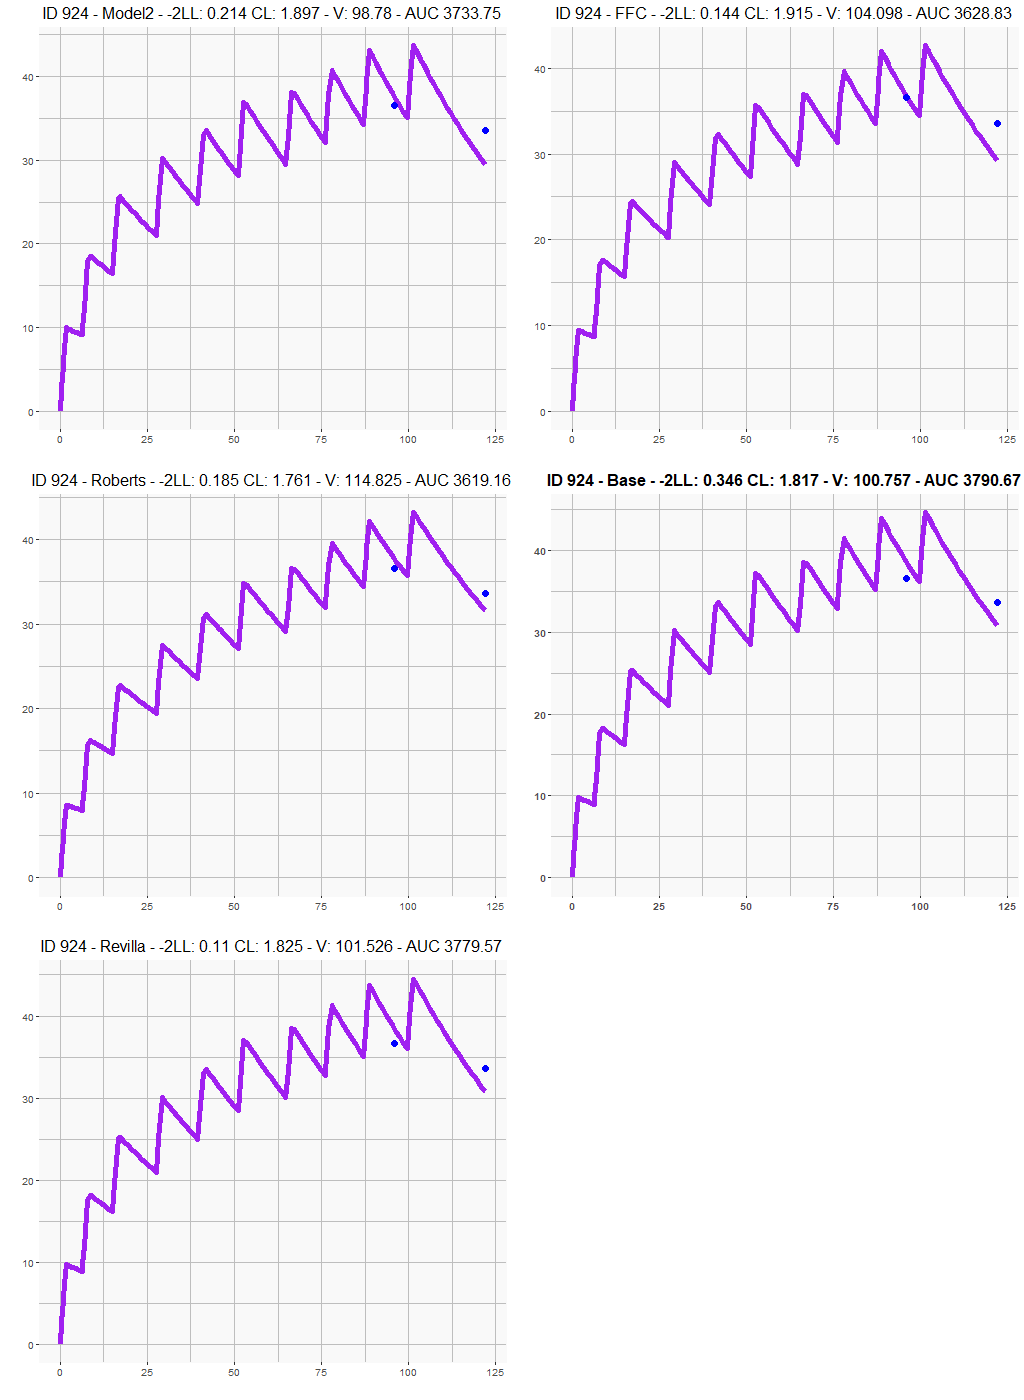 ID 924 - Model2 - -2LL: 0.214 CL: 1.897 - V: 98.78 - AUC 3733.75
40
30
20
10
0
0 25 50 75 100 125
ID 924 - FFC - -2LL: 0.144 CL: 1.915 - V: 104.098 - AUC 3628.83
40
30
20
10
0
0 25 50 75 100 125
ID 924 - Roberts - -2LL: 0.185 CL: 1.761 - V: 114.825 - AUC 3619.16
40
30
20
10
0
0 25 50 75 100 125
ID 924 - Base - -2LL: 0.346 CL: 1.817 - V: 100.757 - AUC 3790.67
40
30
20
10
0
0 25 50 75 100 125
ID 924 - Revilla - -2LL: 0.11 CL: 1.825 - V: 101.526 - AUC 3779.57
40
30
20
10
0
0 25 50 75 100 125